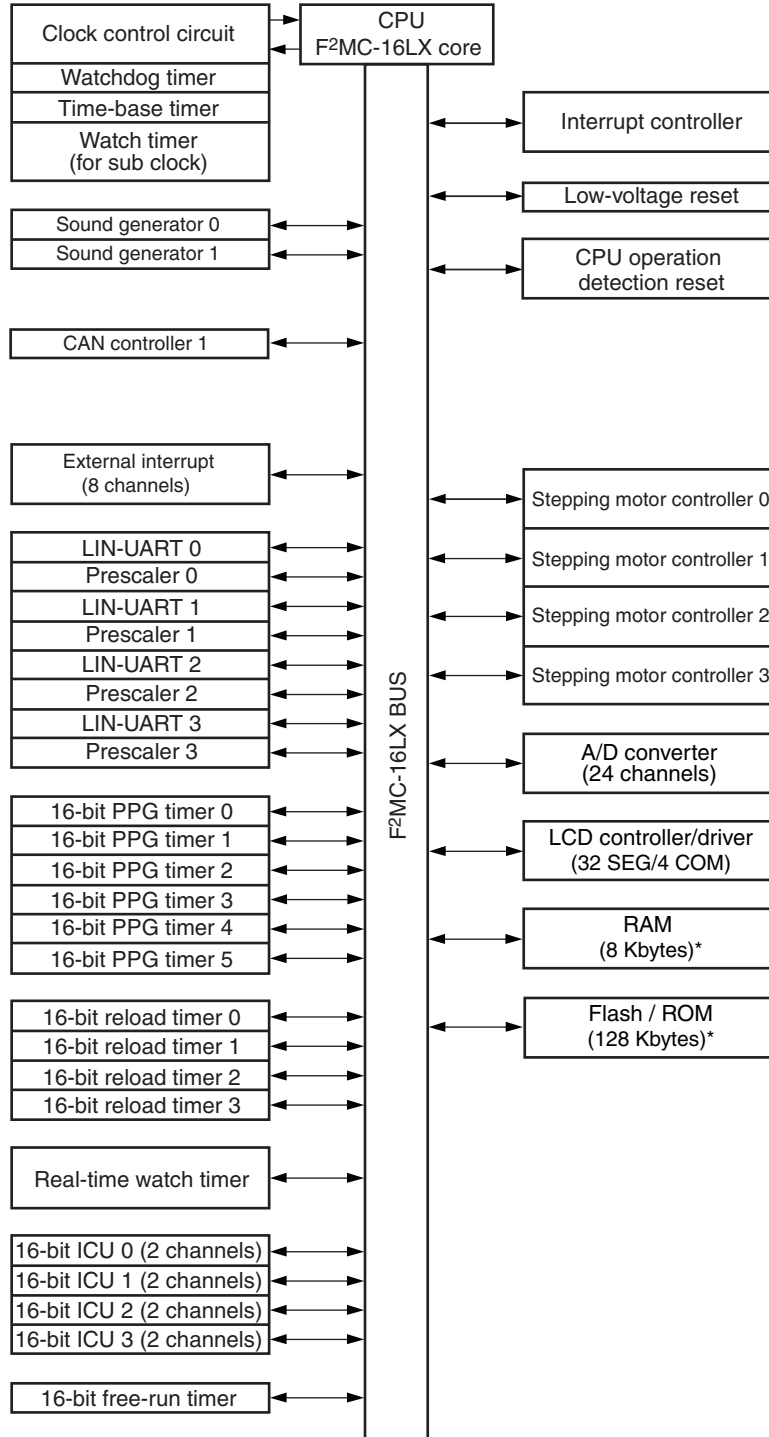 Clock control circuit
CPU
F²MC-16LX core
Watchdog timer
Time-base timer
Watch timer
(for sub clock)
Sound generator 0
Sound generator 1
CAN controller 1
External interrupt
(8 channels)
LIN-UART 0
Prescaler 0
LIN-UART 1
Prescaler 1
LIN-UART 2
Prescaler 2
LIN-UART 3
Prescaler 3
16-bit PPG timer 0
16-bit PPG timer 1
16-bit PPG timer 2
16-bit PPG timer 3
16-bit PPG timer 4
16-bit PPG timer 5
16-bit reload timer 0
16-bit reload timer 1
16-bit reload timer 2
16-bit reload timer 3
Real-time watch timer
16-bit ICU 0 (2 channels)
16-bit ICU 1 (2 channels)
16-bit ICU 2 (2 channels)
16-bit ICU 3 (2 channels)
16-bit free-run timer
F²MC-16LX BUS
Interrupt controller
Low-voltage reset
CPU operation
detection reset
Stepping motor controller 0
Stepping motor controller 1
Stepping motor controller 2
Stepping motor controller 3
A/D converter
(24 channels)
LCD controller/driver
(32 SEG/4 COM)
RAM
(8 Kbytes)*
Flash / ROM
(128 Kbytes)*